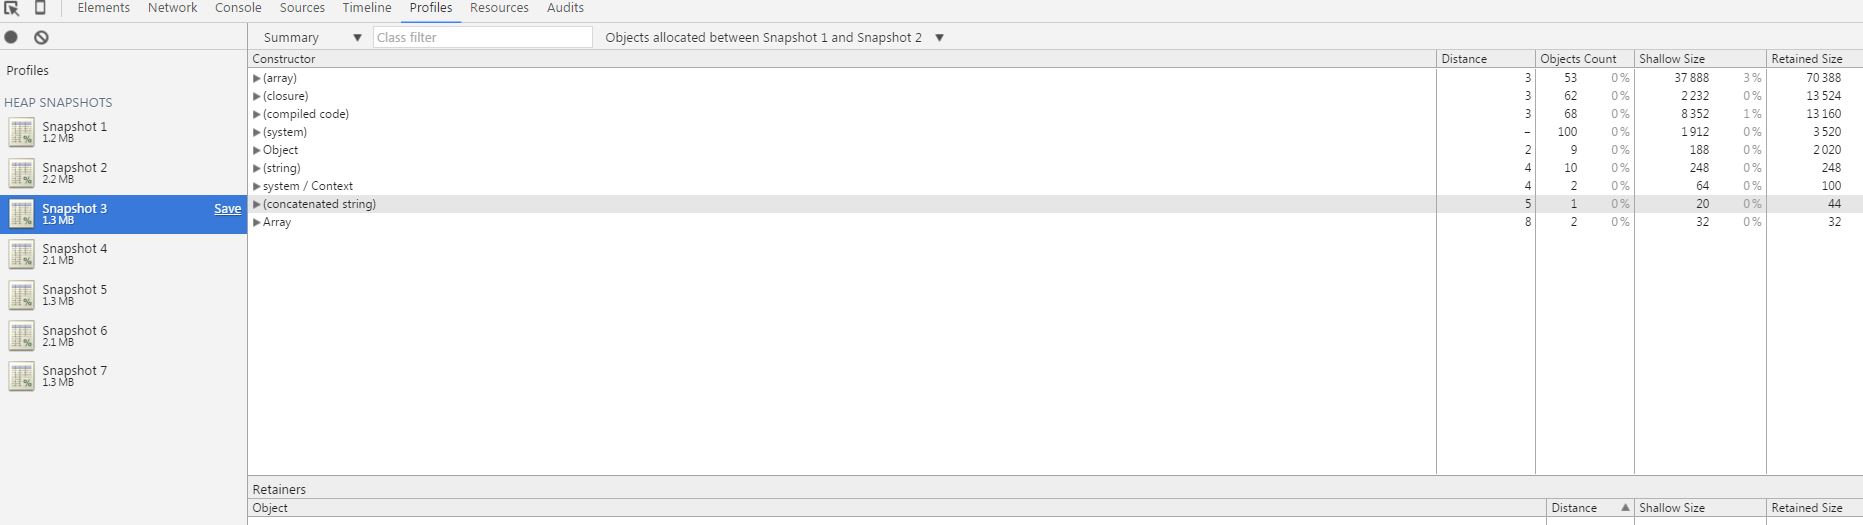 Elements Network Console Sources Timeline Profiles Resources Audits
Summary ▼ Class filter Objects allocated between Snapshot 1 and Snapshot 2 ▼
Profiles
HEAP SNAPSHOTS
Snapshot 1
1.2 MB
Snapshot 2
2.2 MB
Snapshot 3 Save
1.3 MB
Snapshot 4
2.1 MB
Snapshot 5
1.3 MB
Snapshot 6
2.1 MB
Snapshot 7
1.3 MB
Constructor Distance Objects Count Shallow Size Retained Size
(array) 3 53 0 % 37 888 3 % 70 388
(closure) 3 62 0 % 2 232 0 % 13 524
(compiled code) 3 68 0 % 8 352 1 % 13 160
(system) – 100 0 % 1 912 0 % 3 520
Object 2 9 0 % 188 0 % 2 020
(string) 4 10 0 % 248 0 % 248
system / Context 4 2 0 % 64 0 % 100
(concatenated string) 5 1 0 % 20 0 % 44
Array 8 2 0 % 32 0 % 32
Retainers
Object Distance ▲ Shallow Size Retained Size